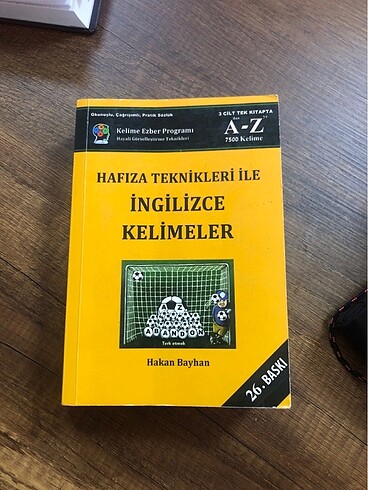 Okunuşlu, Çağrışımlı, Pratik Sözlük
3 CİLT TEK KİTAPTA
Kelime Ezber Programı
Hayali Görselleştirme Teknikleri
A-Z
7500 Kelime
HAFIZA TEKNİKLERİ İLE
İNGİLİZCE
KELİMELER
A Z
ABANDON
Terk etmek
Hakan Bayhan
26. BASKI